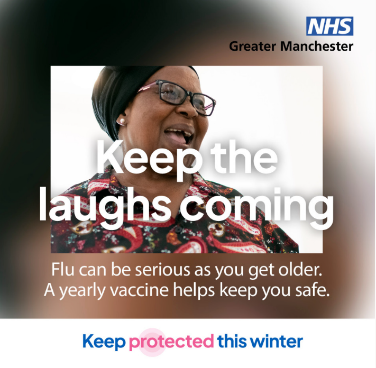 NHS
Greater Manchester
Keep the
laughs coming
Flu can be serious as you get older.
A yearly vaccine helps keep you safe.
Keep protected this winter